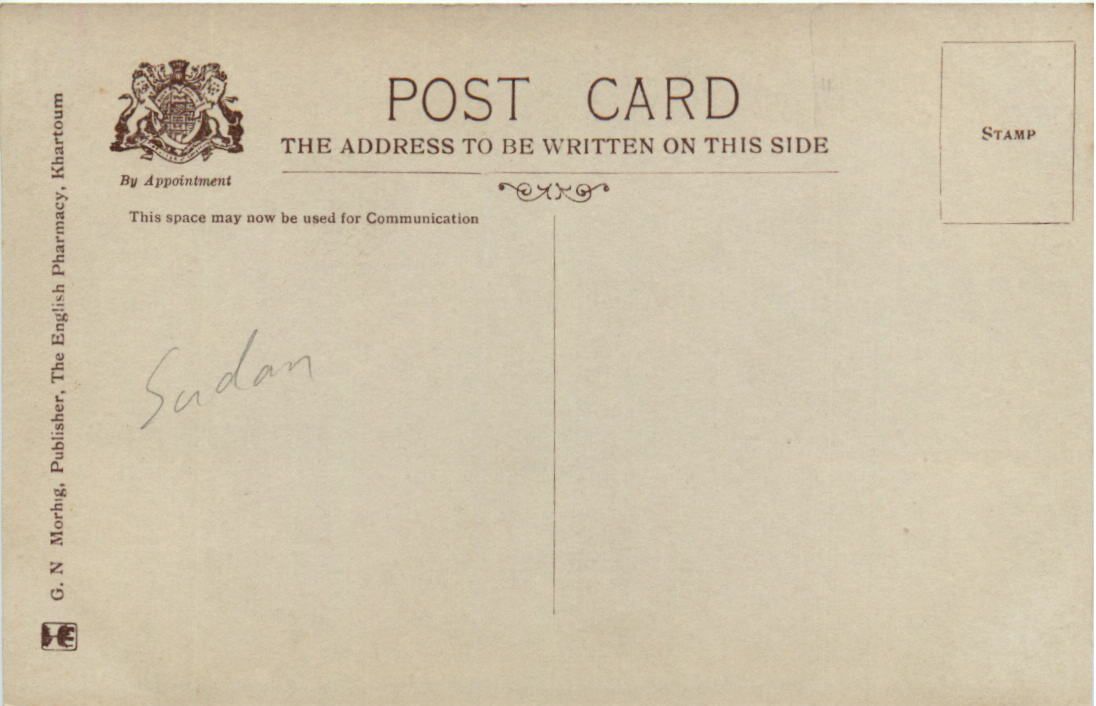 POST CARD
THE ADDRESS TO BE WRITTEN ON THIS SIDE
STAMP
By Appointment
This space may now be used for Communication
Sudan
G. N Morhig, Publisher, The English Pharmacy, Khartoum